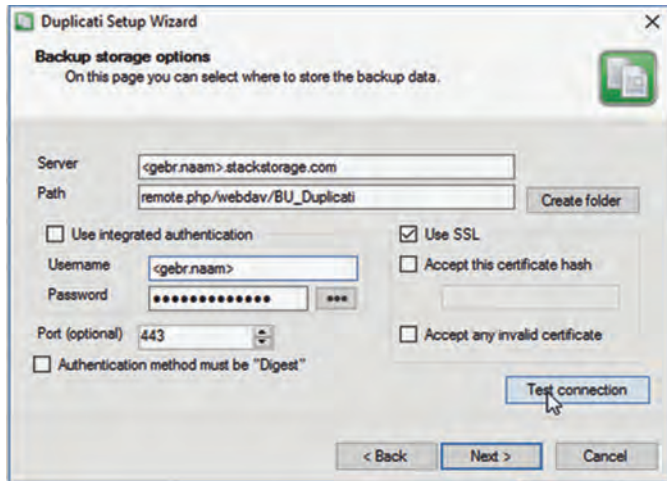 Duplicati Setup Wizard
Backup storage options
On this page you can select where to store the backup data.
Server <gebr.naam>.stackstorage.com
Path remote.php/webdav/BU_Duplicati Create folder
Use integrated authentication Use SSL
Username <gebr.naam> Accept this certificate hash
Password ●●●●●●●●●●●●● •••
Port (optional) 443 Accept any invalid certificate
Authentication method must be "Digest"
Test connection
< Back Next > Cancel